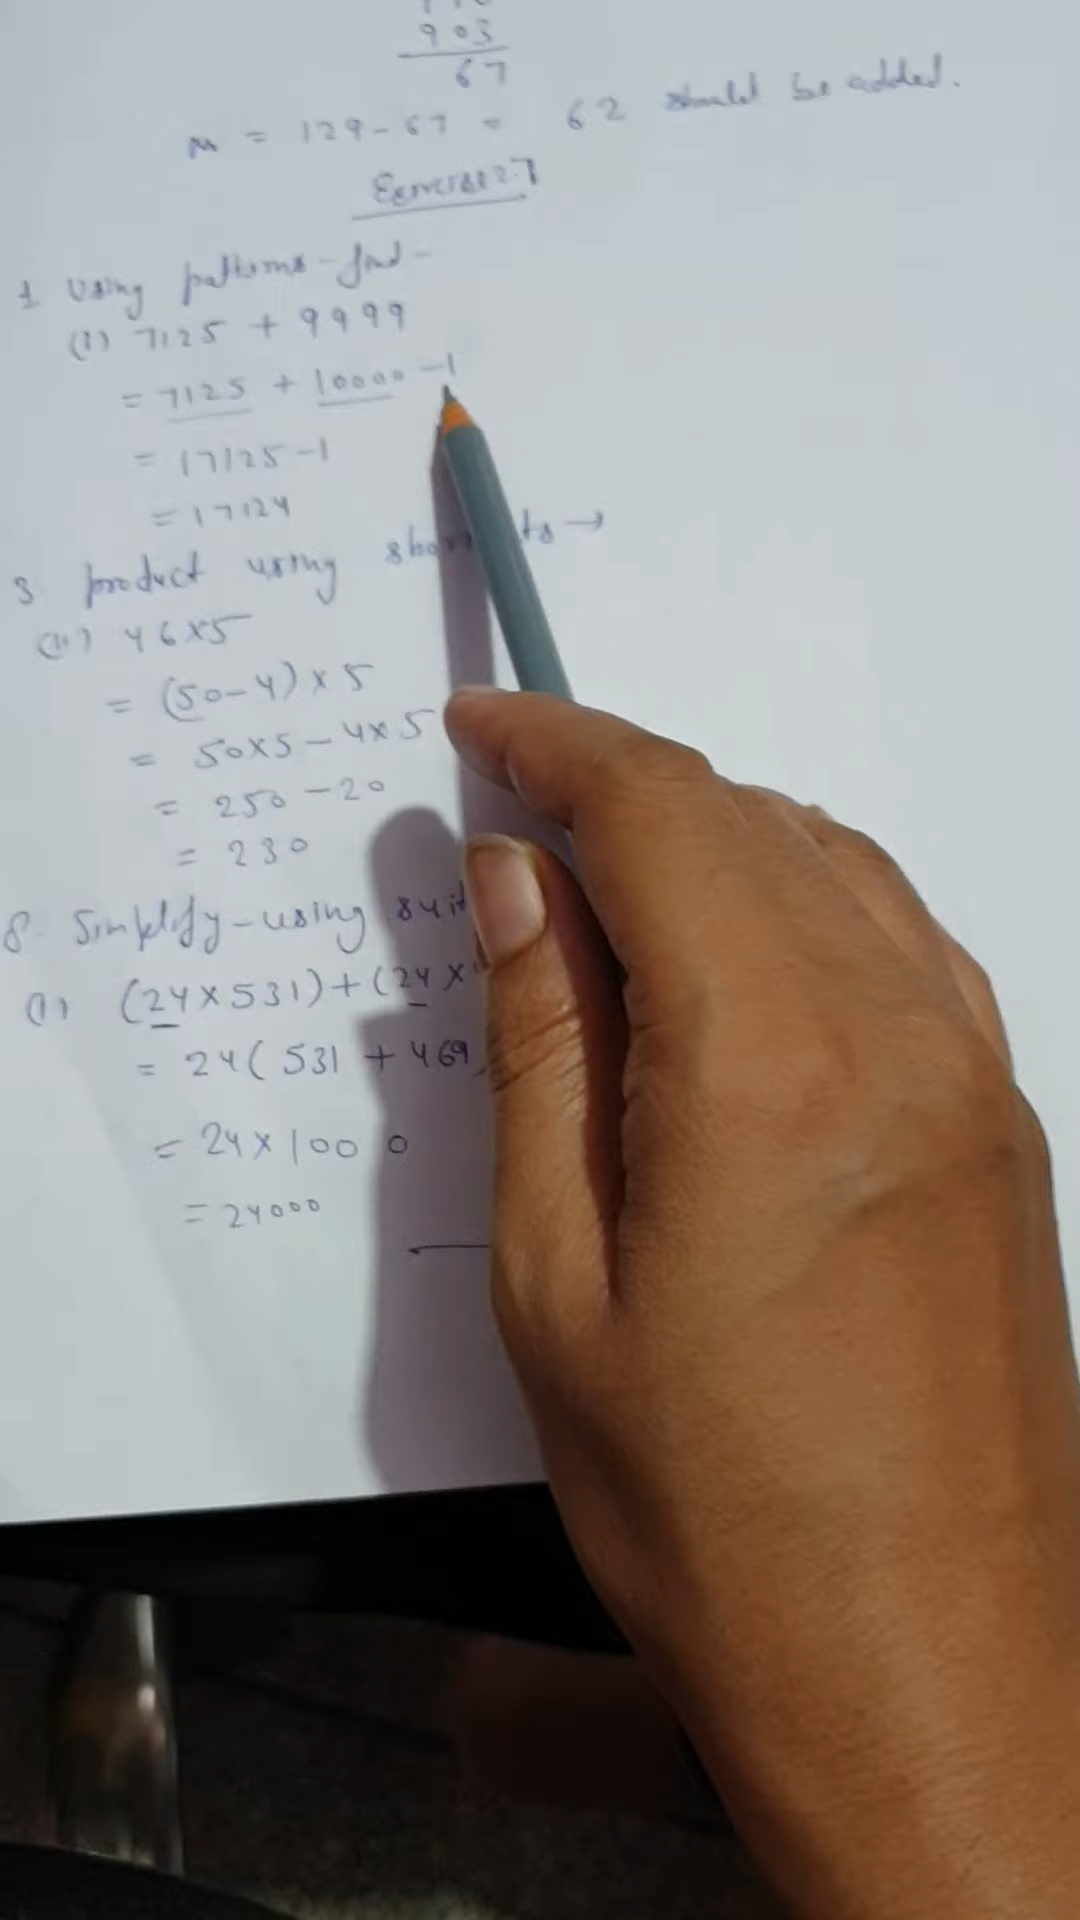 903
67
= 129-67 = 62 should be added.
Exercise 2.7
1 Using patterns - find -
(i) 7125 + 9999
= 7125 + 10000 -1
= 17125-1
= 17124
3 product using →
(ii) 46×5
= (50-4) × 5
= 50×5 - 4×5
= 250 - 20
= 230
8. Simplify - using
(i) (24×531)+(24×
= 24( 531 + 469
= 24×1000
= 24000